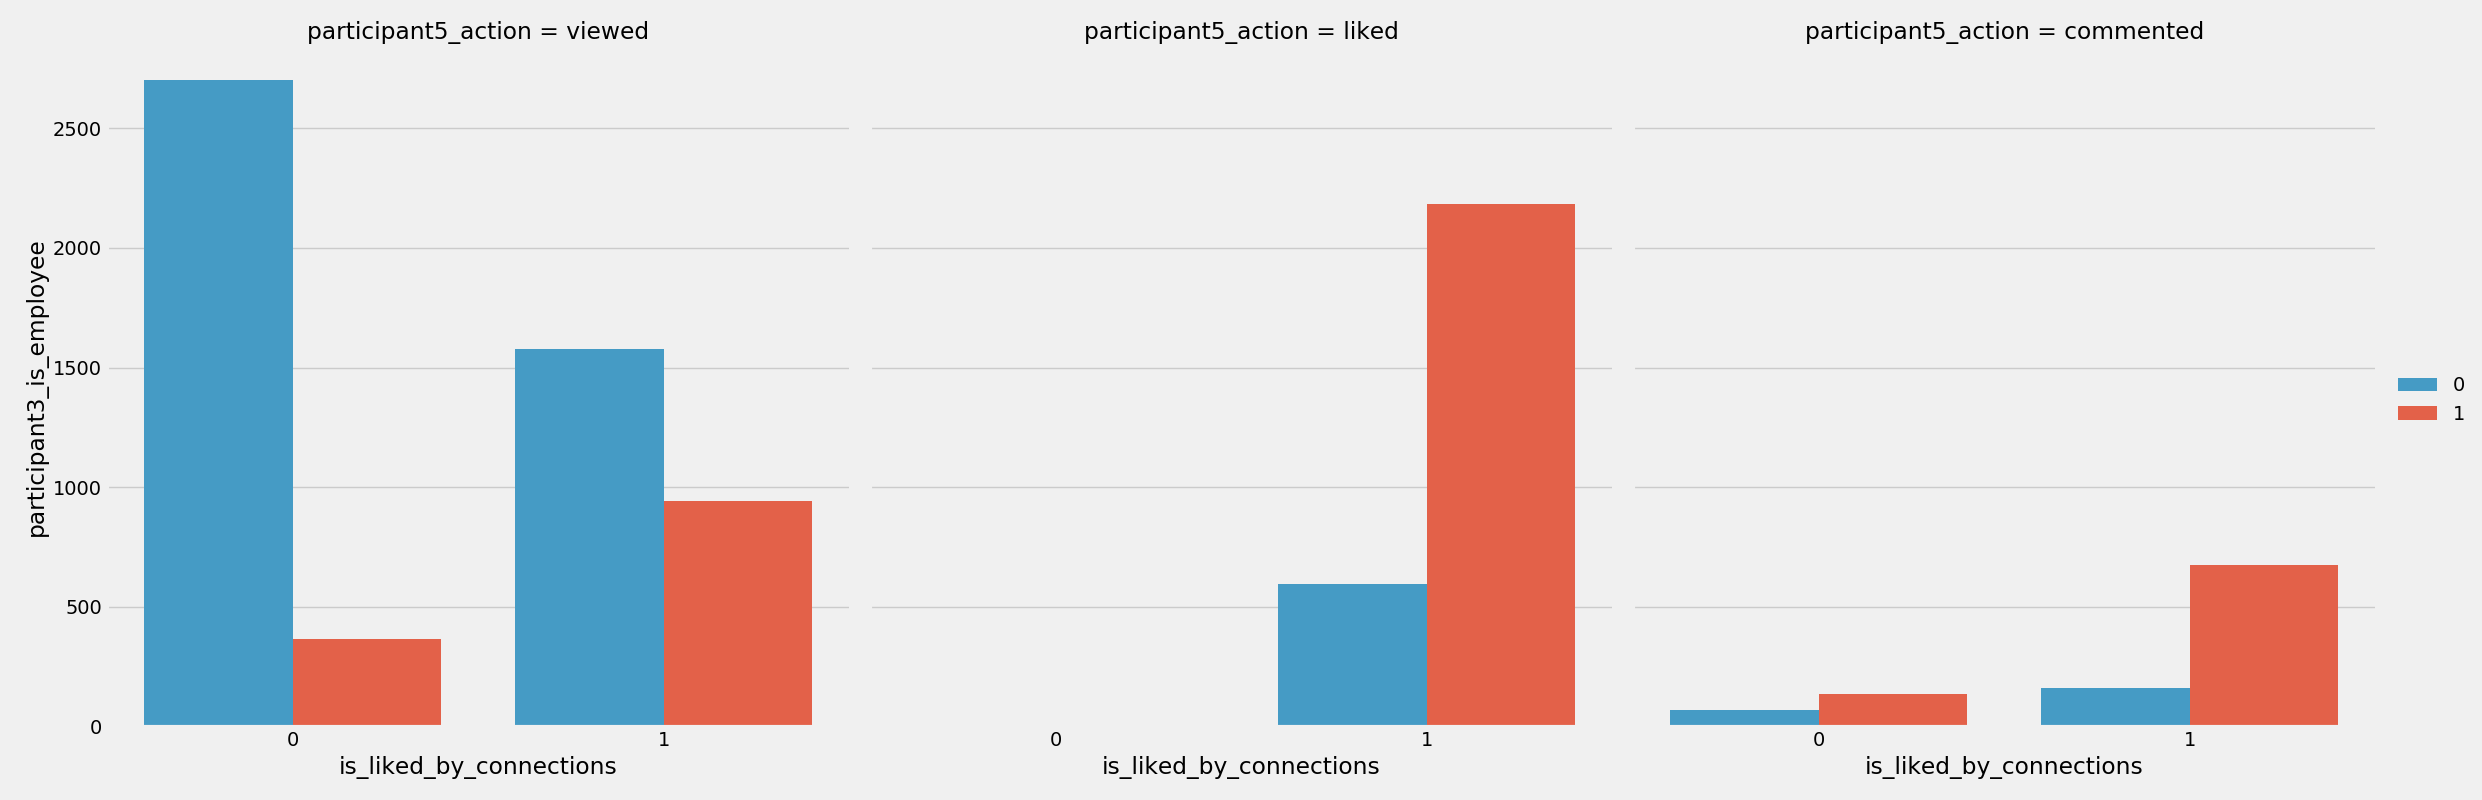 participant5_action = viewed
participant5_action = liked
participant5_action = commented
participant3_is_employee
2500
2000
1500
1000
500
0
0
1
0
1
0
1
is_liked_by_connections
is_liked_by_connections
is_liked_by_connections
0
1